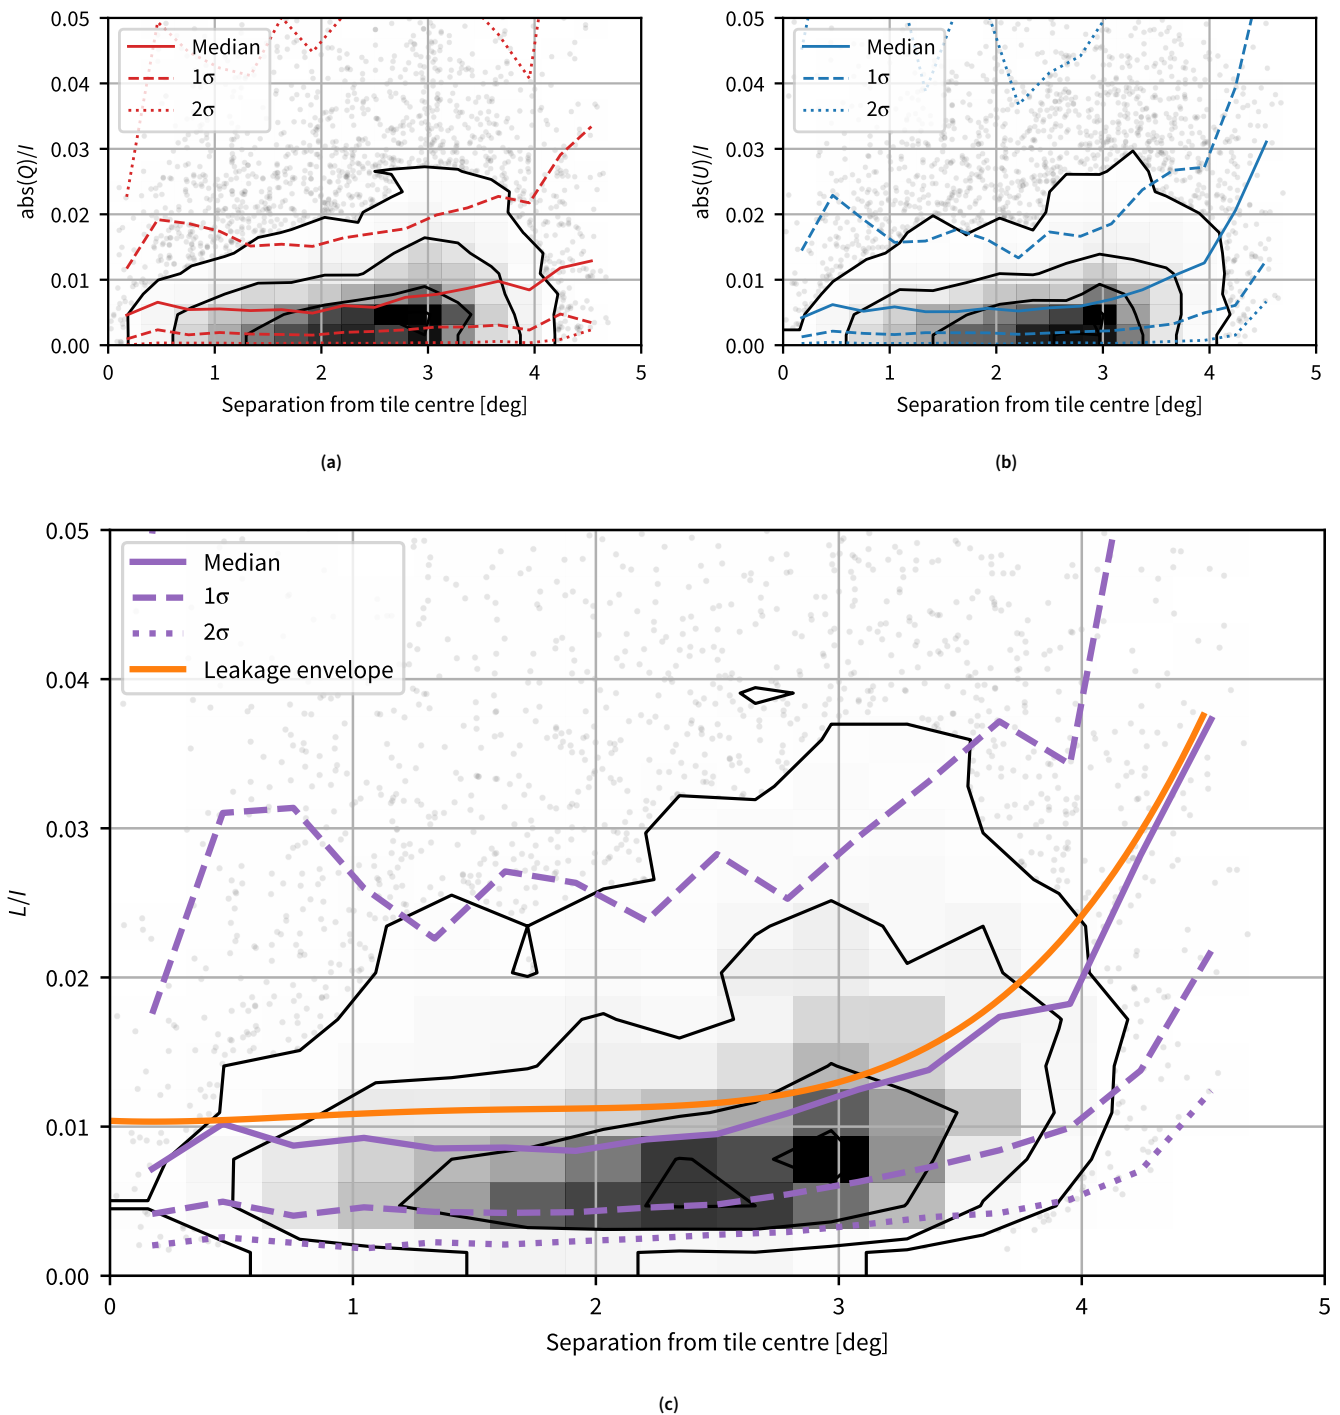 0.05
0.04
0.03
0.02
0.01
0.00
abs(Q)/I
Median
1σ
2σ
0 1 2 3 4 5
Separation from tile centre [deg]
(a)
0.05
0.04
0.03
0.02
0.01
0.00
abs(U)/I
Median
1σ
2σ
0 1 2 3 4 5
Separation from tile centre [deg]
(b)
0.05
0.04
0.03
0.02
0.01
0.00
L/I
Median
1σ
2σ
Leakage envelope
0 1 2 3 4 5
Separation from tile centre [deg]
(c)